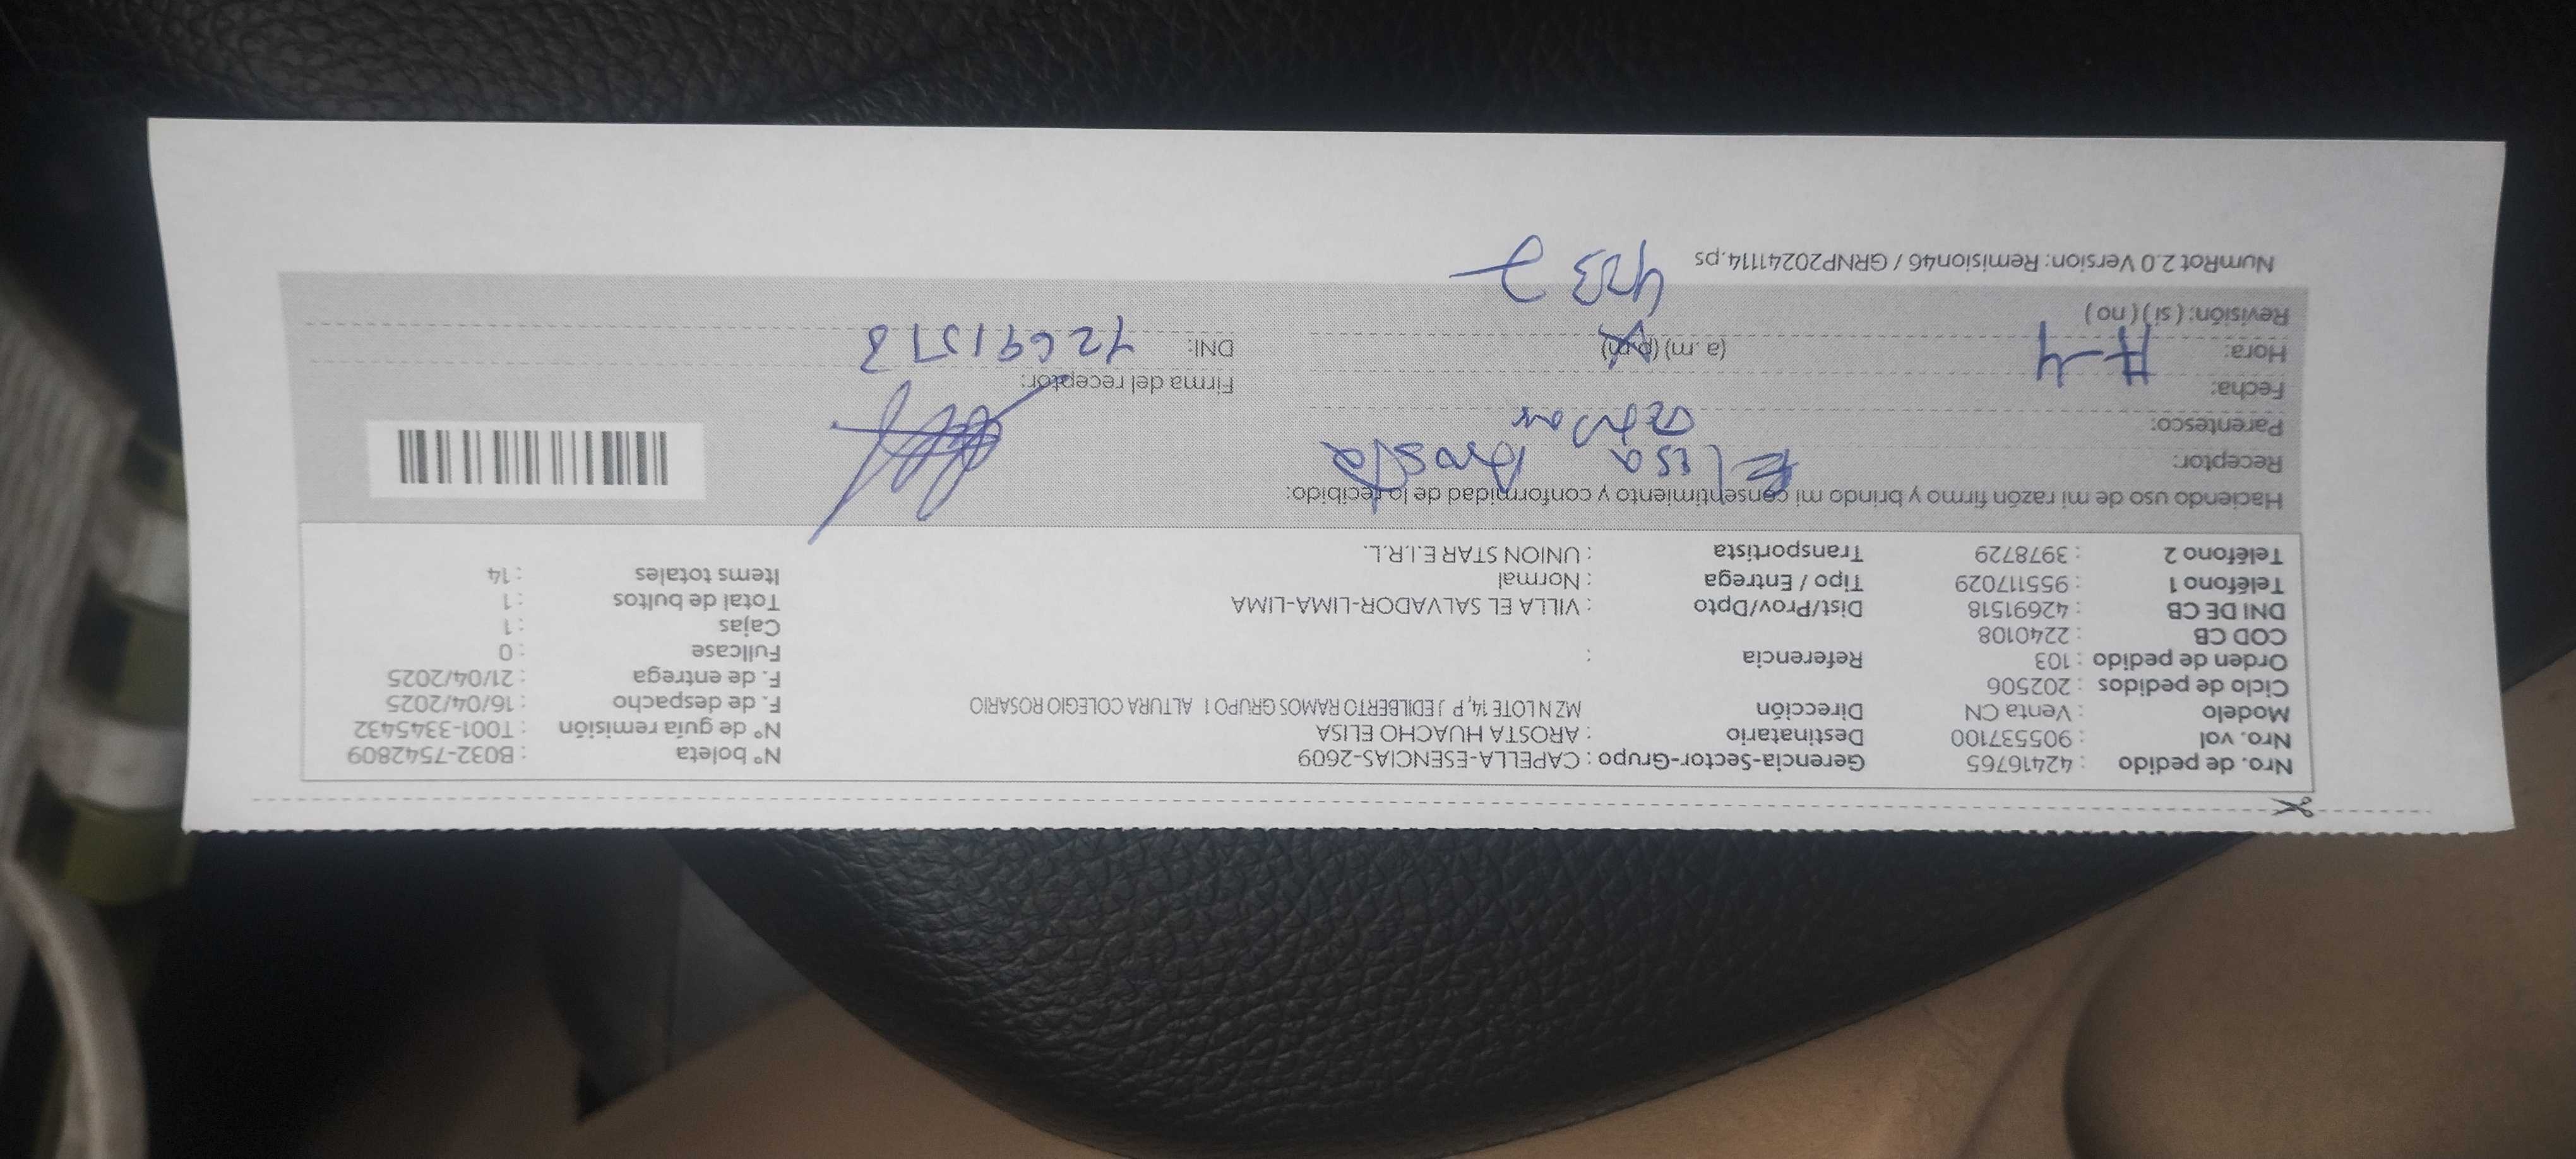 Nro. de pedido : 42416765 Gerencia-Sector-Grupo : CAPELLA-ESENCIAS-2609 Nº boleta : B032-7542809
Nro. vol : 905537100 Destinatario : AROSTA HUACHO ELISA Nº de guía remisión : T001-3345432
Modelo : Venta CN Dirección MZ N LOTE 14, P J EDILBERTO RAMOS GRUPO 1 ALTURA COLEGIO ROSARIO F. de despacho : 16/04/2025
Ciclo de pedidos : 202506 F. de entrega : 21/04/2025
Orden de pedido : 103 Referencia : Fullcase : 0
COD CB : 2240108 Cajas : 1
DNI DE CB : 42691518 Dist/Prov/Dpto : VILLA EL SALVADOR-LIMA-LIMA Total de bultos : 1
Teléfono 1 : 955117029 Tipo / Entrega : Normal Items totales : 14
Teléfono 2 : 3978729 Transportista : UNION STAR E.I.R.L.
Haciendo uso de mi razón firmo y brindo mi consentimiento y conformidad de lo recibido:
Receptor: Elisa Arosta
Parentesco:
Fecha: Firma del receptor:
Hora: (a.m) (p.m) DNI:
Revisión: ( si ) ( no )
NumRot 2.0 Version: Remision46 / GRNP20241114.ps